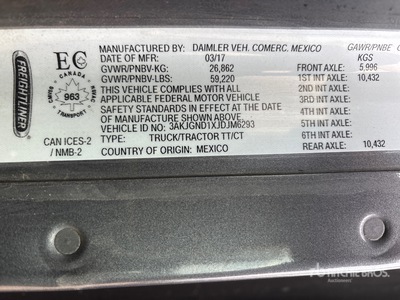 FREIGHTLINER
EC
CANADA
963
CAN ICES-2
/ NMB-2
MANUFACTURED BY: DAIMLER VEH. COMERC. MEXICO
DATE OF MFR: 03/17
GVWR/PNBV-KG: 26,862
GVWR/PNBV-LBS: 59,220
THIS VEHICLE COMPLIES WITH ALL
APPLICABLE FEDERAL MOTOR VEHICLE
SAFETY STANDARDS IN EFFECT ON DATE
OF MANUFACTURE SHOWN ABOVE.
VEHICLE ID NO: 3AKJGND1XJDJM6293
TYPE: TRUCK/TRACTOR TT/CT
COUNTRY OF ORIGIN: MEXICO
GAWR/PNBE
KGS
FRONT AXLE: 5,996
1ST INT AXLE: 10,432
2ND INT AXLE:
3RD INT AXLE:
4TH INT AXLE:
5TH INT AXLE:
6TH INT AXLE:
REAR AXLE: 10,432
Ritchie Bros